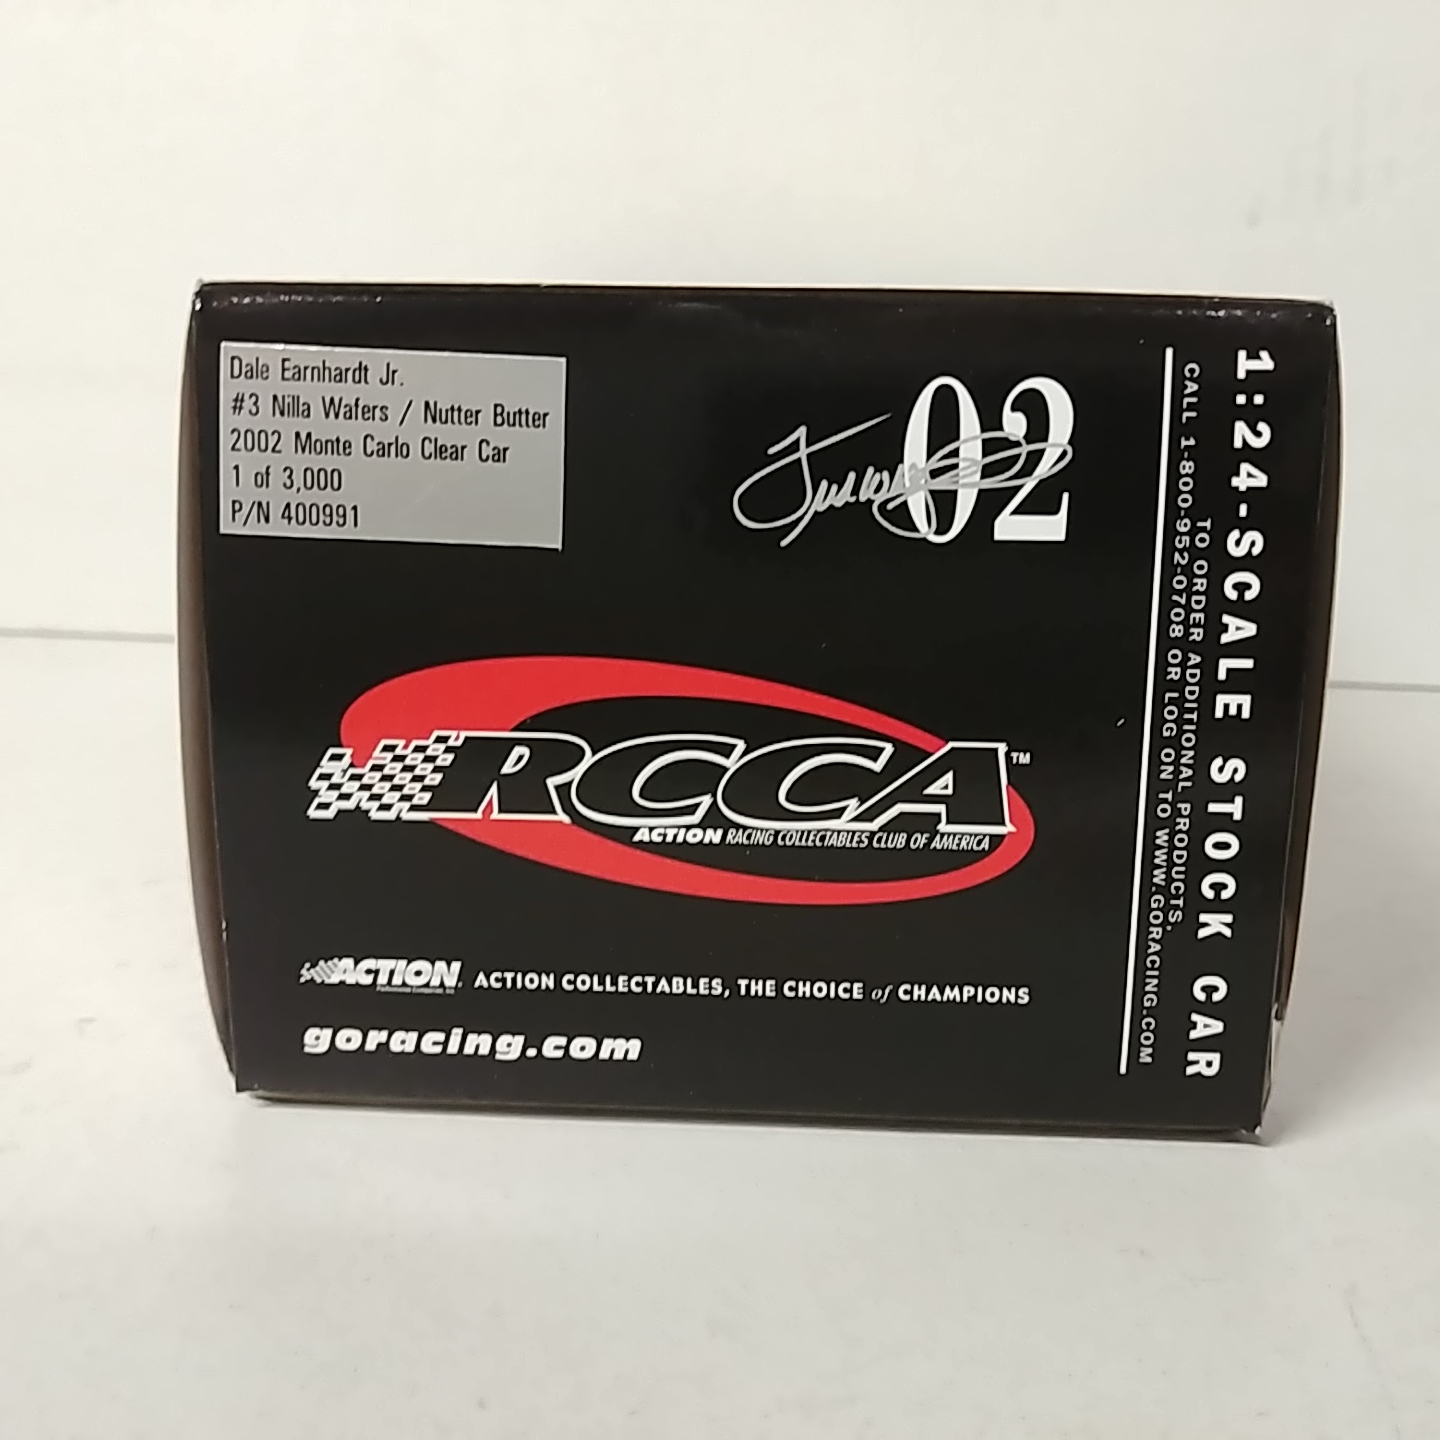 Dale Earnhardt Jr.
#3 Nilla Wafers / Nutter Butter
2002 Monte Carlo Clear Car
1 of 3,000
P/N 400991
02
RCCA™
ACTION RACING COLLECTABLES CLUB OF AMERICA
ACTION
ACTION COLLECTABLES, THE CHOICE of CHAMPIONS
goracing.com
1:24-SCALE STOCK CAR
TO ORDER ADDITIONAL PRODUCTS,
CALL 1-800-952-0708 OR LOG ON TO WWW.GORACING.COM